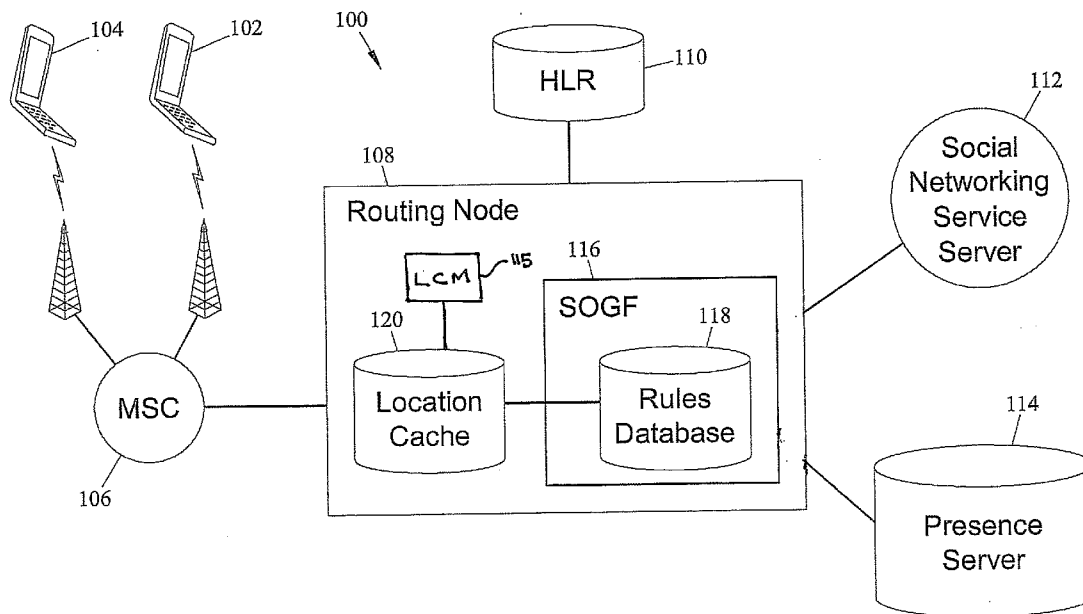 104
102
100
110
HLR
112
Social
Networking
Service
Server
108
Routing Node
LCM
115
116
SOGF
120
118
Location
Cache
Rules
Database
MSC
106
114
Presence
Server